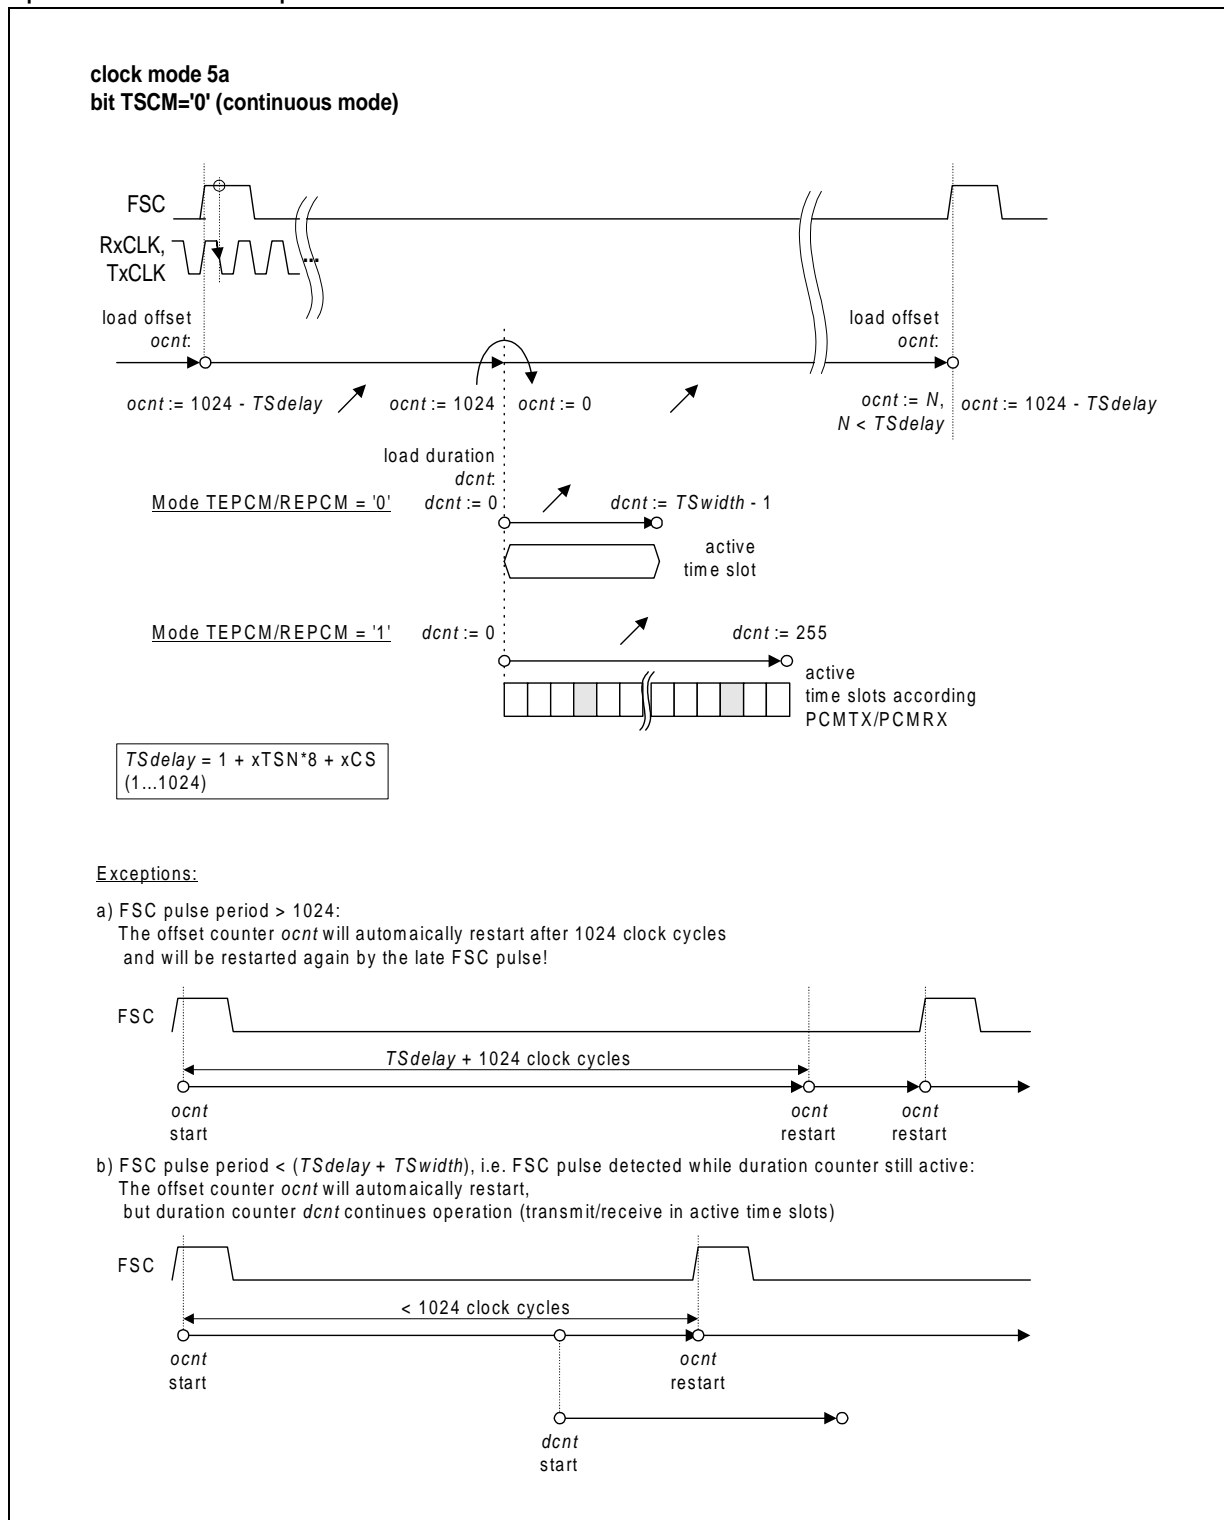 clock mode 5a
bit TSCM='0' (continuous mode)
FSC
RxCLK,
TxCLK
...
load offset
ocnt:
load offset
ocnt:
ocnt := 1024 - TSdelay
ocnt := 1024
ocnt := 0
ocnt := N,
N < TSdelay
ocnt := 1024 - TSdelay
load duration
dcnt:
Mode TEPCM/REPCM = '0'
dcnt := 0
dcnt := TSwidth - 1
active
time slot
Mode TEPCM/REPCM = '1'
dcnt := 0
dcnt := 255
active
time slots according
PCMTX/PCMRX
TSdelay = 1 + xTSN*8 + xCS
(1...1024)
Exceptions:
a) FSC pulse period > 1024:
The offset counter ocnt will automaically restart after 1024 clock cycles
and will be restarted again by the late FSC pulse!
FSC
TSdelay + 1024 clock cycles
ocnt
start
ocnt
restart
ocnt
restart
b) FSC pulse period < (TSdelay + TSwidth), i.e. FSC pulse detected while duration counter still active:
The offset counter ocnt will automaically restart,
but duration counter dcnt continues operation (transmit/receive in active time slots)
FSC
< 1024 clock cycles
ocnt
start
ocnt
restart
dcnt
start